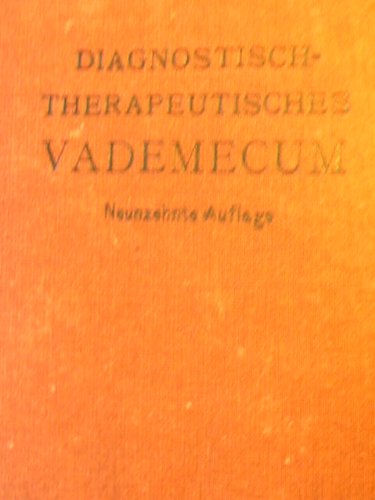 DIAGNOSTISCH-
THERAPEUTISCHES
VADEMECUM
Neunzehnte Auflage